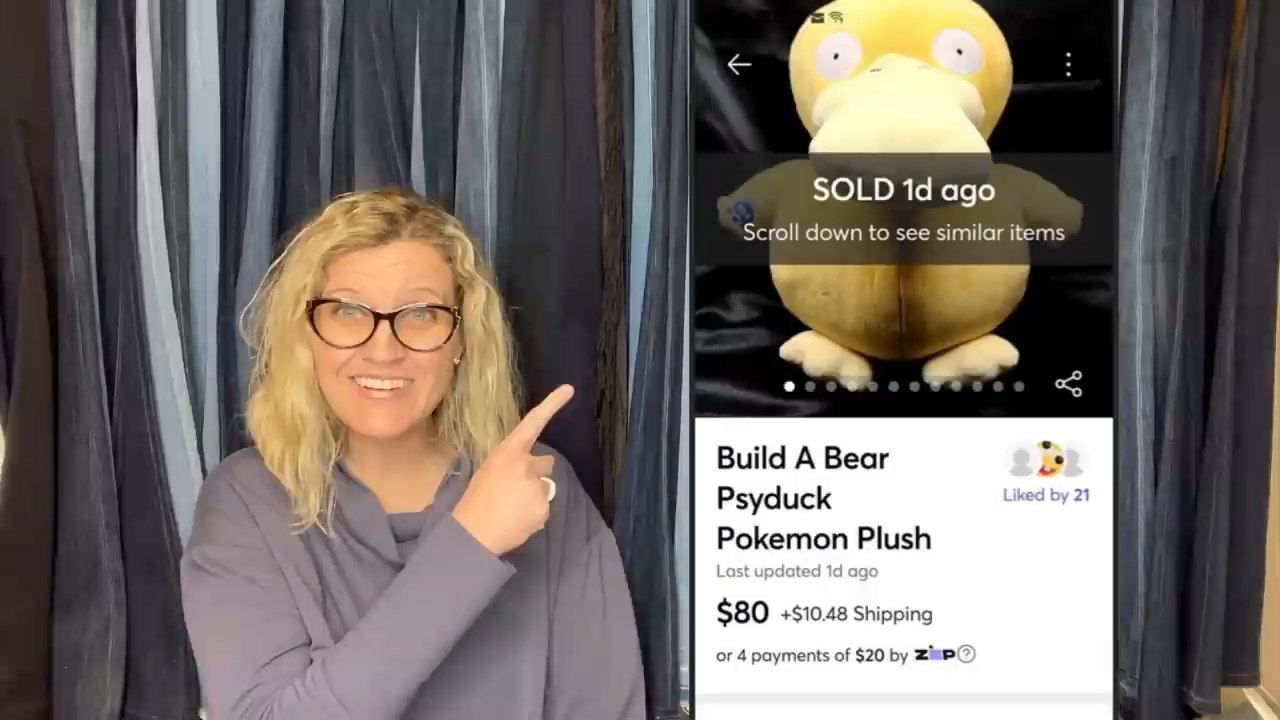 SOLD 1d ago
Scroll down to see similar items
Build A Bear
Psyduck
Pokemon Plush
Liked by 21
Last updated 1d ago
$80 +$10.48 Shipping
or 4 payments of $20 by ZIP ?